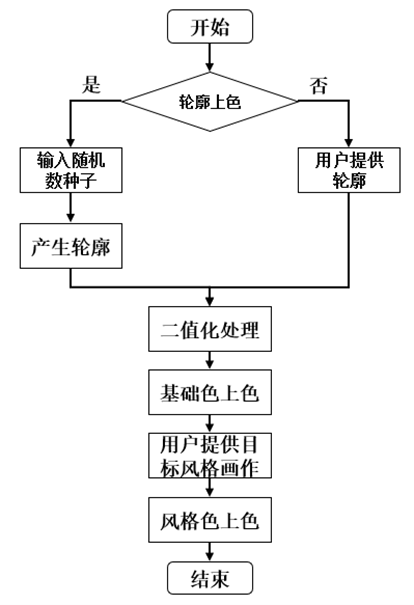 开始
是
否
轮廓上色
输入随机
数种子
用户提供
轮廓
产生轮廓
二值化处理
基础色上色
用户提供目
标风格画作
风格色上色
结束